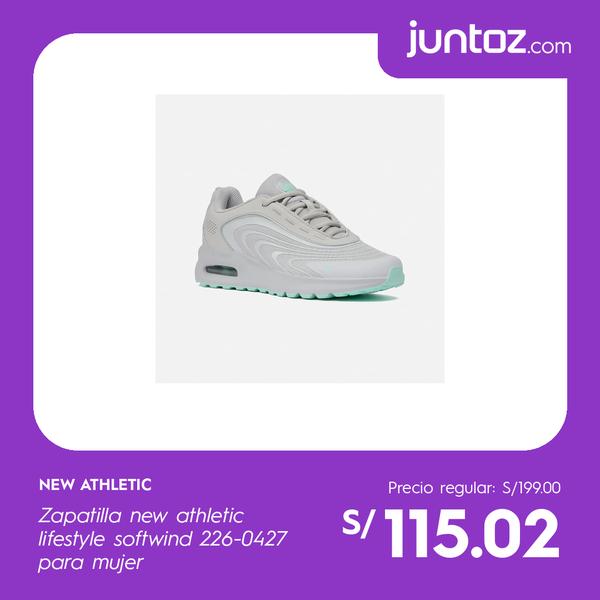 juntoz.com
NEW ATHLETIC
Zapatilla new athletic
lifestyle softwind 226-0427
para mujer
Precio regular: S/199.00
S/115.02